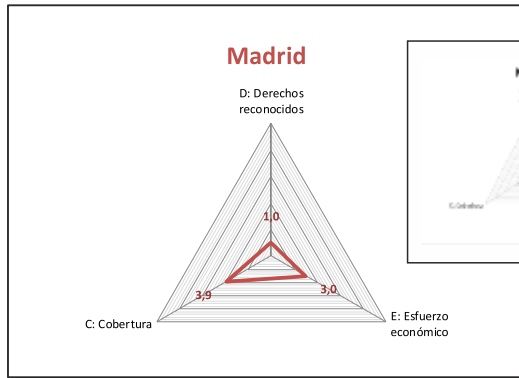 Madrid
D: Derechos
reconocidos
1,0
3,9
3,0
C: Cobertura
E: Esfuerzo
económico